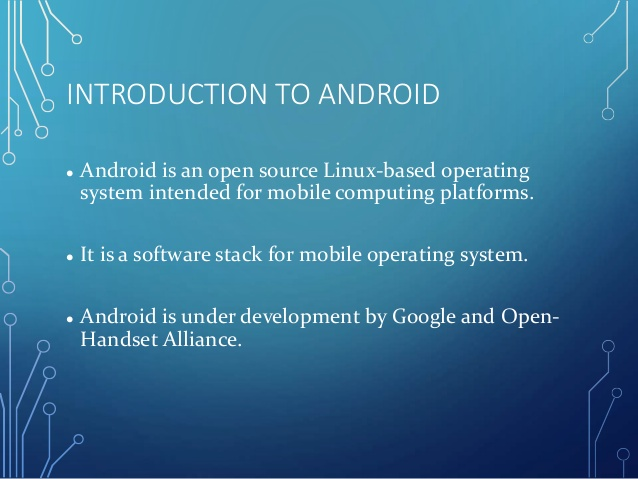 INTRODUCTION TO ANDROID
• Android is an open source Linux-based operating
system intended for mobile computing platforms.
• It is a software stack for mobile operating system.
• Android is under development by Google and Open-
Handset Alliance.